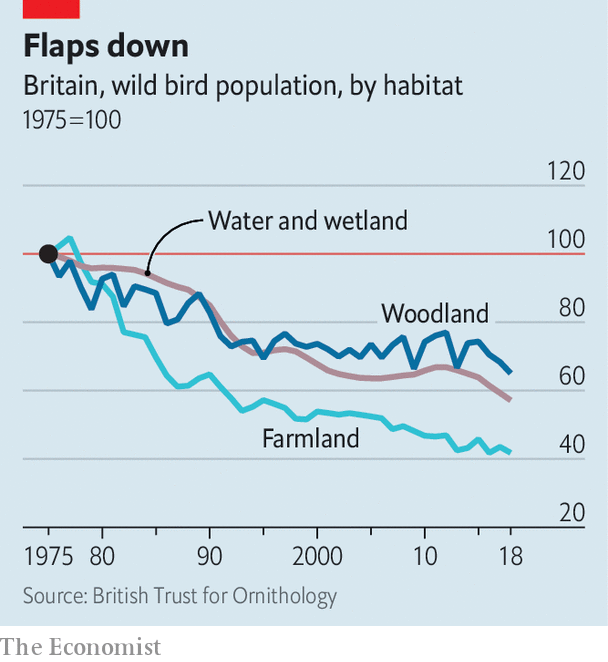 Flaps down
Britain, wild bird population, by habitat
1975=100
120
Water and wetland
100
Woodland
80
60
Farmland
40
20
1975 80 90 2000 10 18
Source: British Trust for Ornithology
The Economist